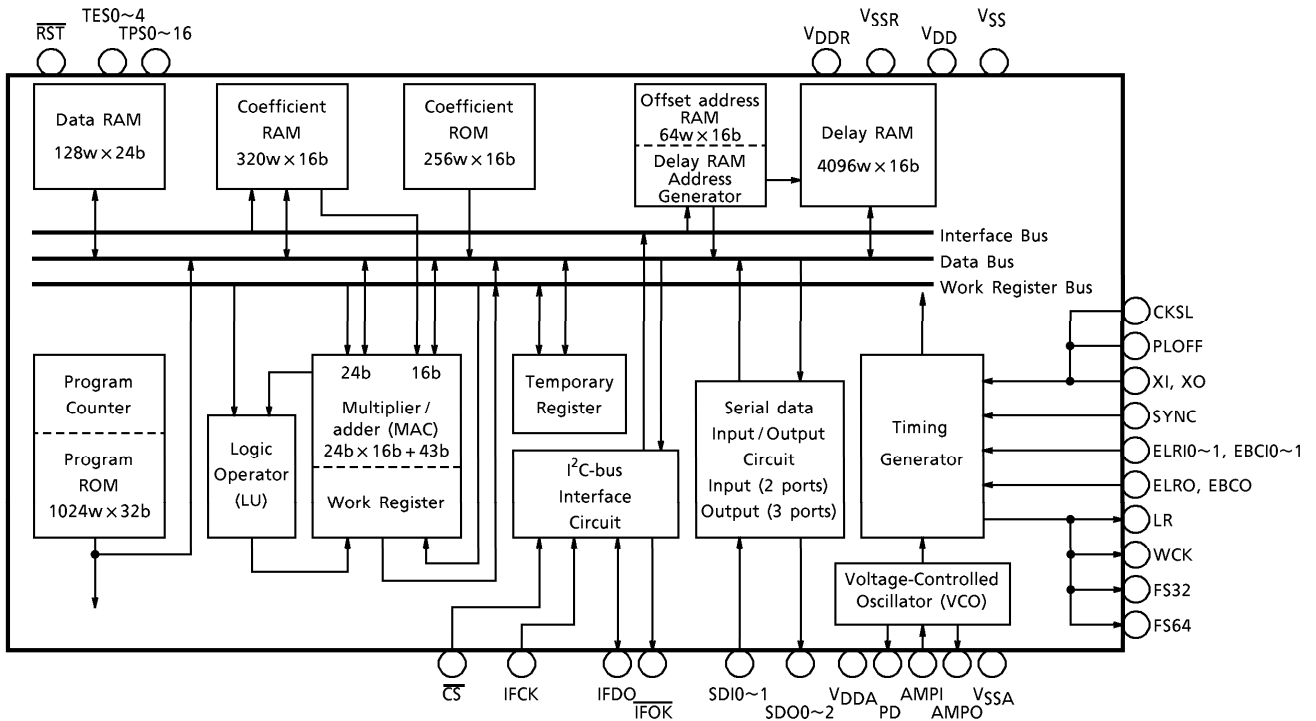 TES0~4
RST
TPS0~16
VDDR
VSSR
VDD
VSS
Data RAM
128w×24b
Coefficient
RAM
320w×16b
Coefficient
ROM
256w×16b
Offset address
RAM
64w×16b
Delay RAM
Address
Generator
Delay RAM
4096w×16b
Interface Bus
Data Bus
Work Register Bus
Program
Counter
Program
ROM
1024w×32b
Logic
Operator
(LU)
24b 16b
Multiplier/
adder (MAC)
24b×16b+43b
Work Register
Temporary
Register
I²C-bus
Interface
Circuit
Serial data
Input/Output
Circuit
Input (2 ports)
Output (3 ports)
Timing
Generator
Voltage-Controlled
Oscillator (VCO)
CKSL
PLOFF
XI, XO
SYNC
ELRI0~1, EBCI0~1
ELRO, EBCO
LR
WCK
FS32
FS64
CS
IFCK
IFDO
IFOK
SDI0~1
SDO0~2
VDDA
PD
AMPI
AMPO
VSSA